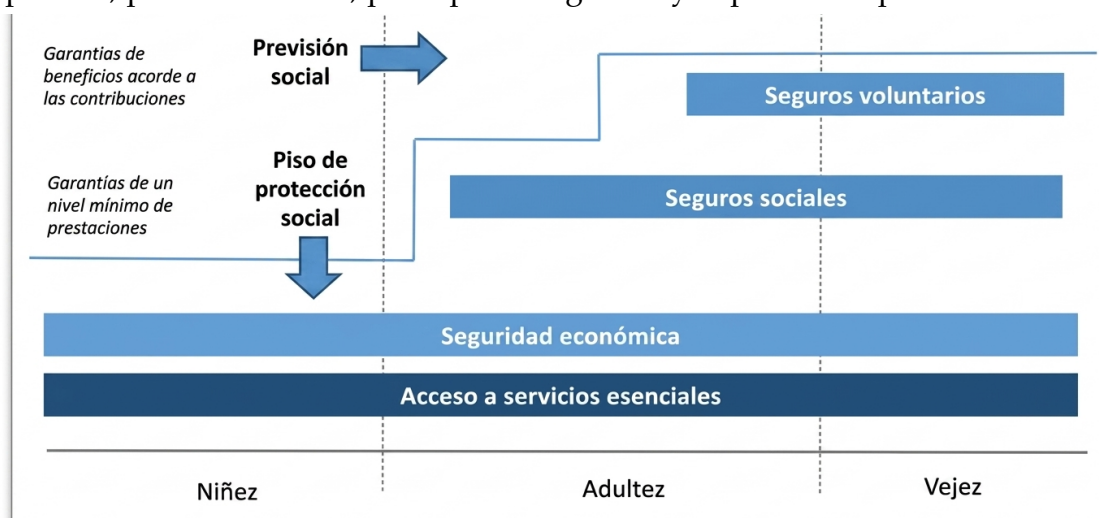 Garantias de
beneficios acorde a
las contribuciones
Previsión
social
Seguros voluntarios
Garantías de un
nivel mínimo de
prestaciones
Piso de
protección
social
Seguros sociales
Seguridad económica
Acceso a servicios esenciales
Niñez
Adultez
Vejez